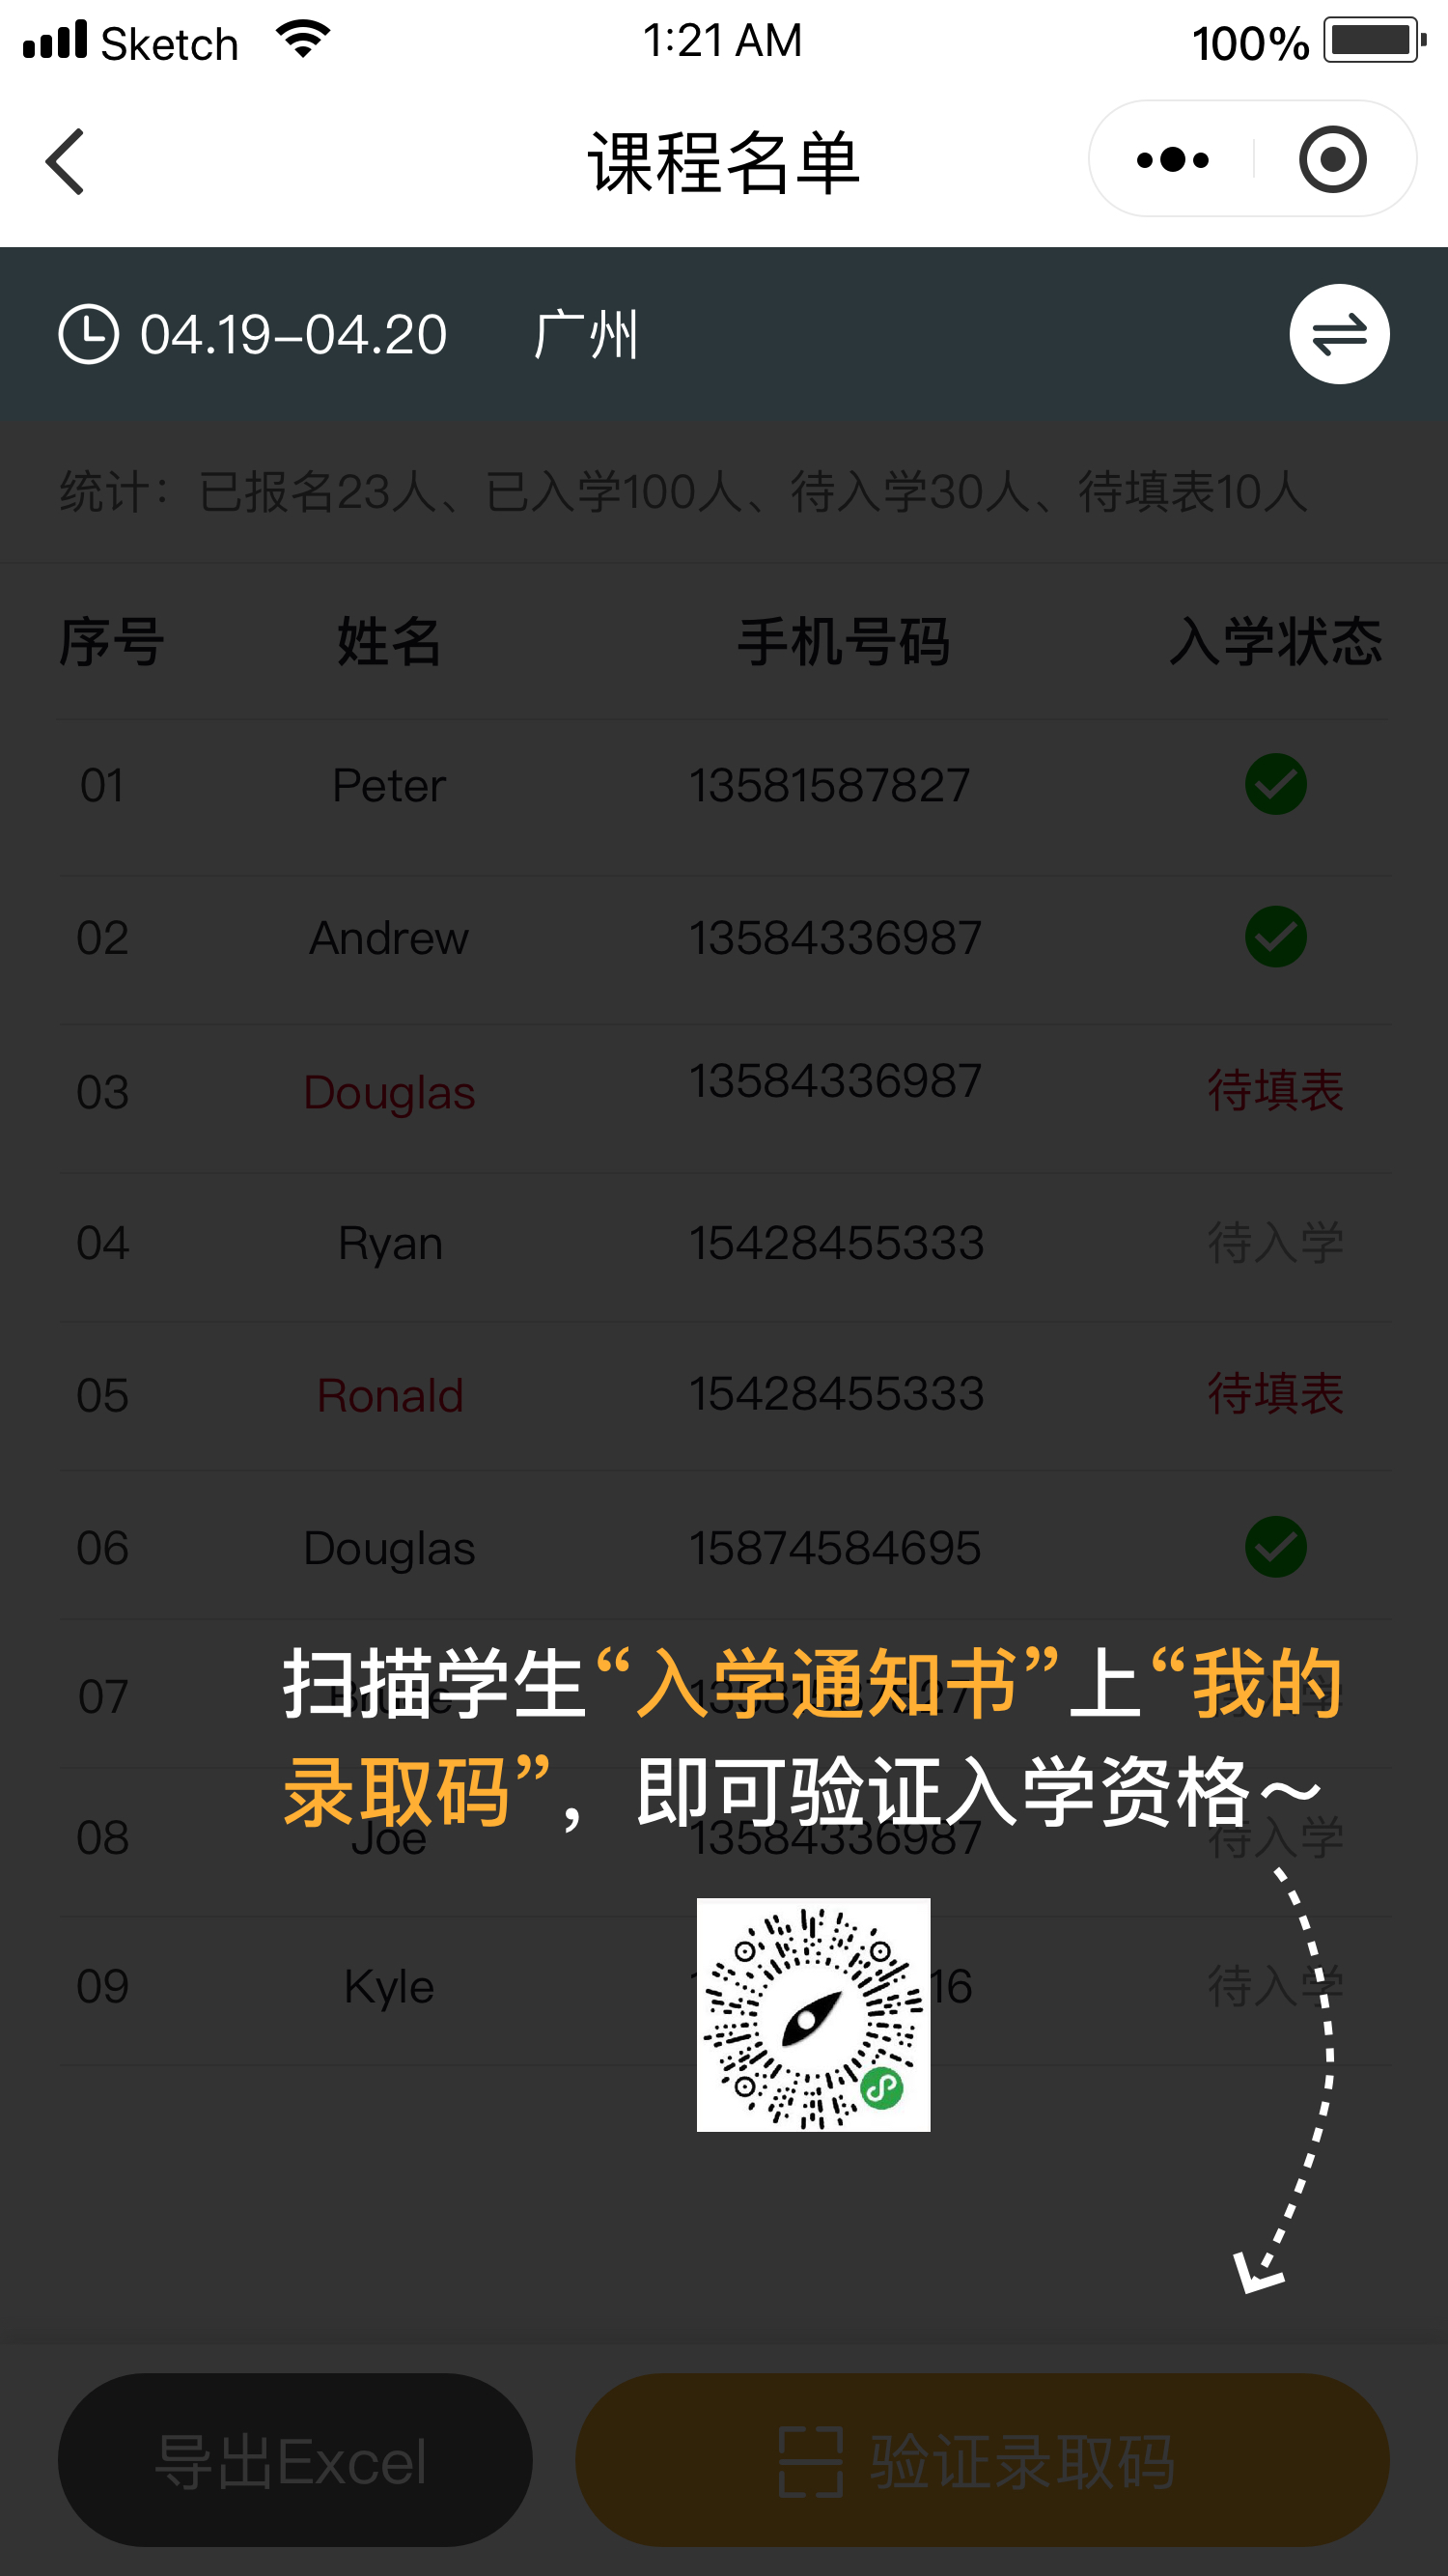 Sketch 1:21 AM 100%
课程名单
04.19-04.20 广州
统计：已报名23人、已入学100人、待入学30人、待填表10人
序号 姓名 手机号码 入学状态
01 Peter 13581587827
02 Andrew 13584336987
03 Douglas 13584336987 待填表
04 Ryan 15428455333 待入学
05 Ronald 15428455333 待填表
06 Douglas 15874584695
扫描学生“入学通知书”上“我的
07
录取码”，即可验证入学资格～
08 Joe 13584336987 待入学
09 Kyle 16 待入学
导出Excel 验证录取码